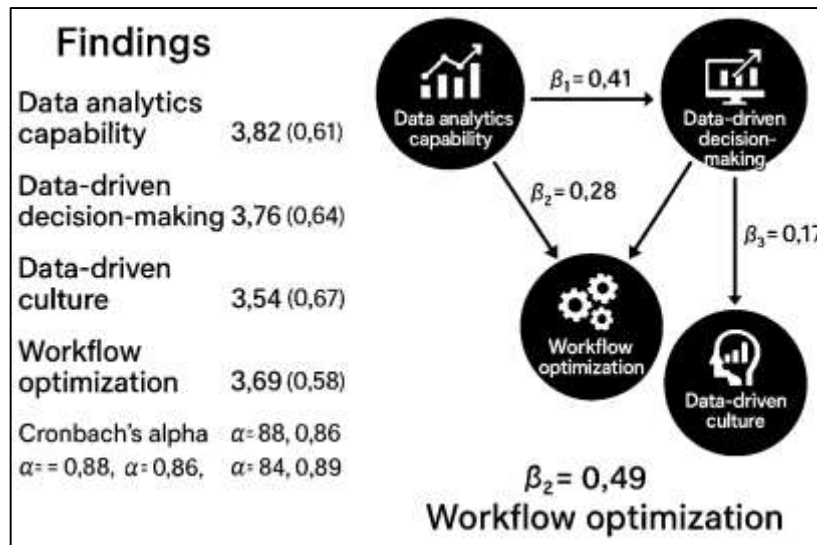 Findings
Data analytics
capability 3,82 (0,61)
Data-driven
decision-making 3,76 (0,64)
Data-driven
culture 3,54 (0,67)
Workflow
optimization 3,69 (0,58)
Cronbach's alpha α= 88, 0,86
α= = 0,88, α= 0,86, α= 84, 0,89
Data analytics
capability
β₁ = 0,41
Data-driven
decision-
making
β₂ = 0,28
β₃ = 0,17
Workflow
optimization
Data-driven
culture
β₂ = 0,49
Workflow optimization